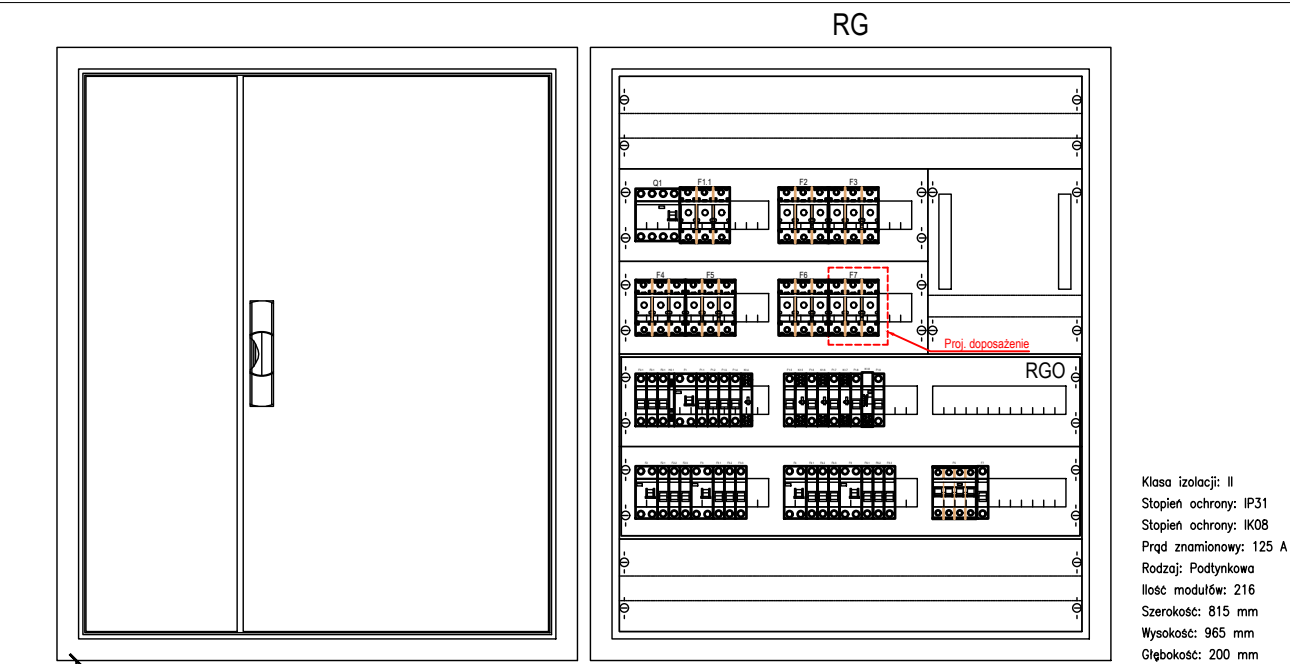 RG
Q1 F1.1 F2 F3
F4 F5 F6 F7
Proj. doposażenie
RGO
Klasa izolacji: II
Stopień ochrony: IP31
Stopień ochrony: IK08
Prąd znamionowy: 125 A
Rodzaj: Podtynkowa
Ilość modułów: 216
Szerokość: 815 mm
Wysokość: 965 mm
Głębokość: 200 mm